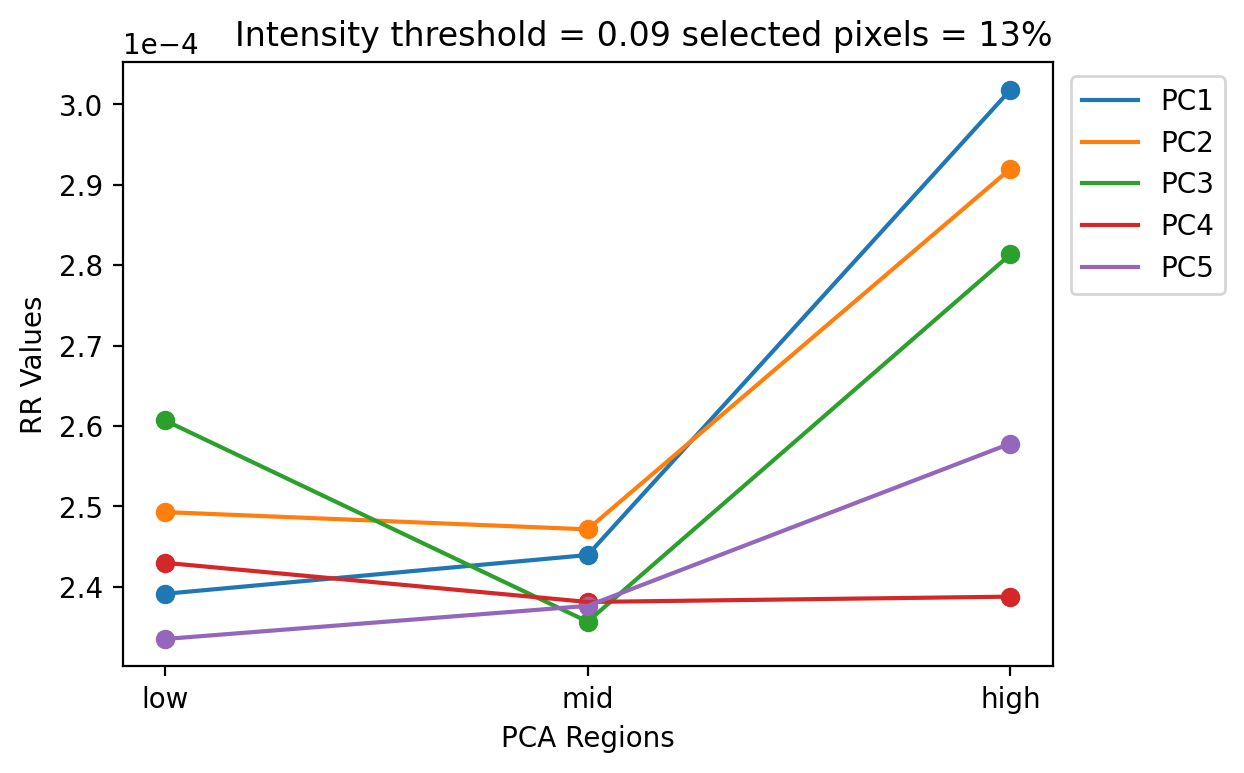 1e−4 Intensity threshold = 0.09 selected pixels = 13%
3.0
2.9
2.8
2.7
2.6
2.5
2.4
RR Values
low mid high
PCA Regions
PC1
PC2
PC3
PC4
PC5